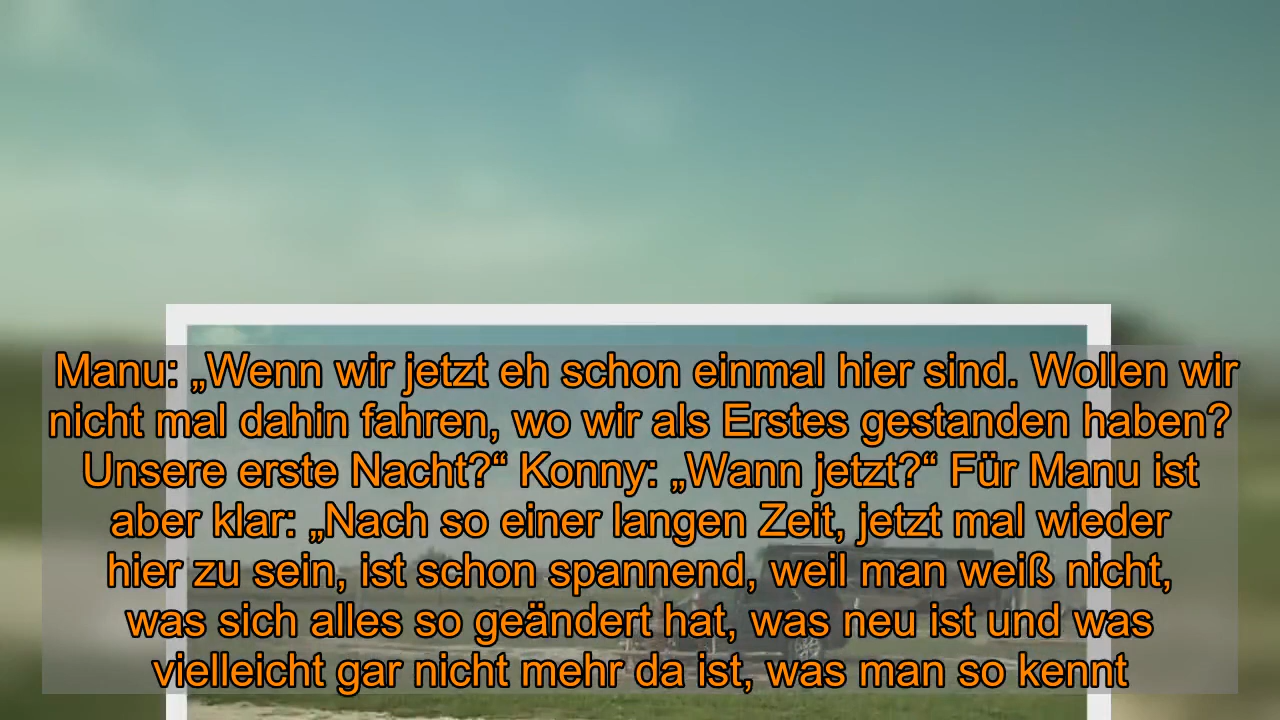 Manu: „Wenn wir jetzt eh schon einmal hier sind. Wollen wir
nicht mal dahin fahren, wo wir als Erstes gestanden haben?
Unsere erste Nacht?“ Konny: „Wann jetzt?“ Für Manu ist
aber klar: „Nach so einer langen Zeit, jetzt mal wieder
hier zu sein, ist schon spannend, weil man weiß nicht,
was sich alles so geändert hat, was neu ist und was
vielleicht gar nicht mehr da ist, was man so kennt